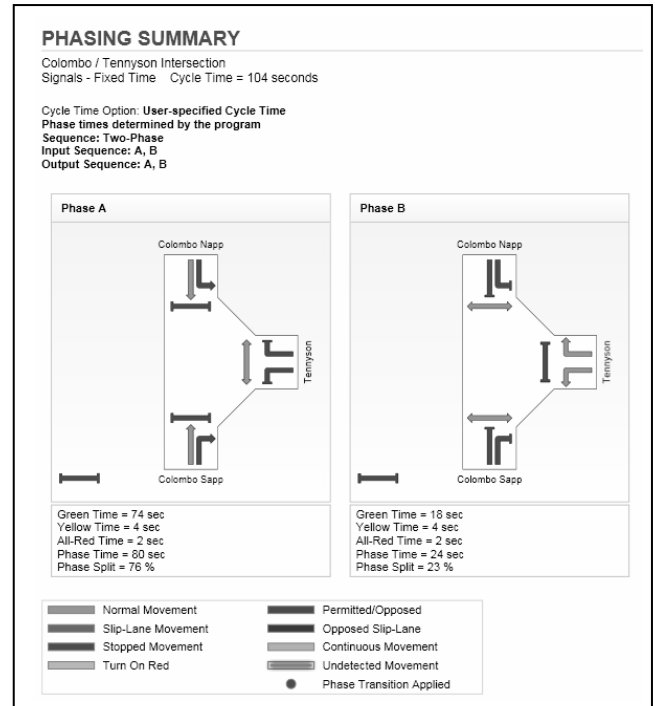 PHASING SUMMARY
Colombo / Tennyson Intersection
Signals - Fixed Time    Cycle Time = 104 seconds
Cycle Time Option: User-specified Cycle Time
Phase times determined by the program
Sequence: Two-Phase
Input Sequence: A, B
Output Sequence: A, B
Phase A
Colombo Napp
Tennyson
Colombo Sapp
Green Time = 74 sec
Yellow Time = 4 sec
All-Red Time = 2 sec
Phase Time = 80 sec
Phase Split = 76 %
Phase B
Colombo Napp
Tennyson
Colombo Sapp
Green Time = 18 sec
Yellow Time = 4 sec
All-Red Time = 2 sec
Phase Time = 24 sec
Phase Split = 23 %
Normal Movement
Slip-Lane Movement
Stopped Movement
Turn On Red
Permitted/Opposed
Opposed Slip-Lane
Continuous Movement
Undetected Movement
Phase Transition Applied